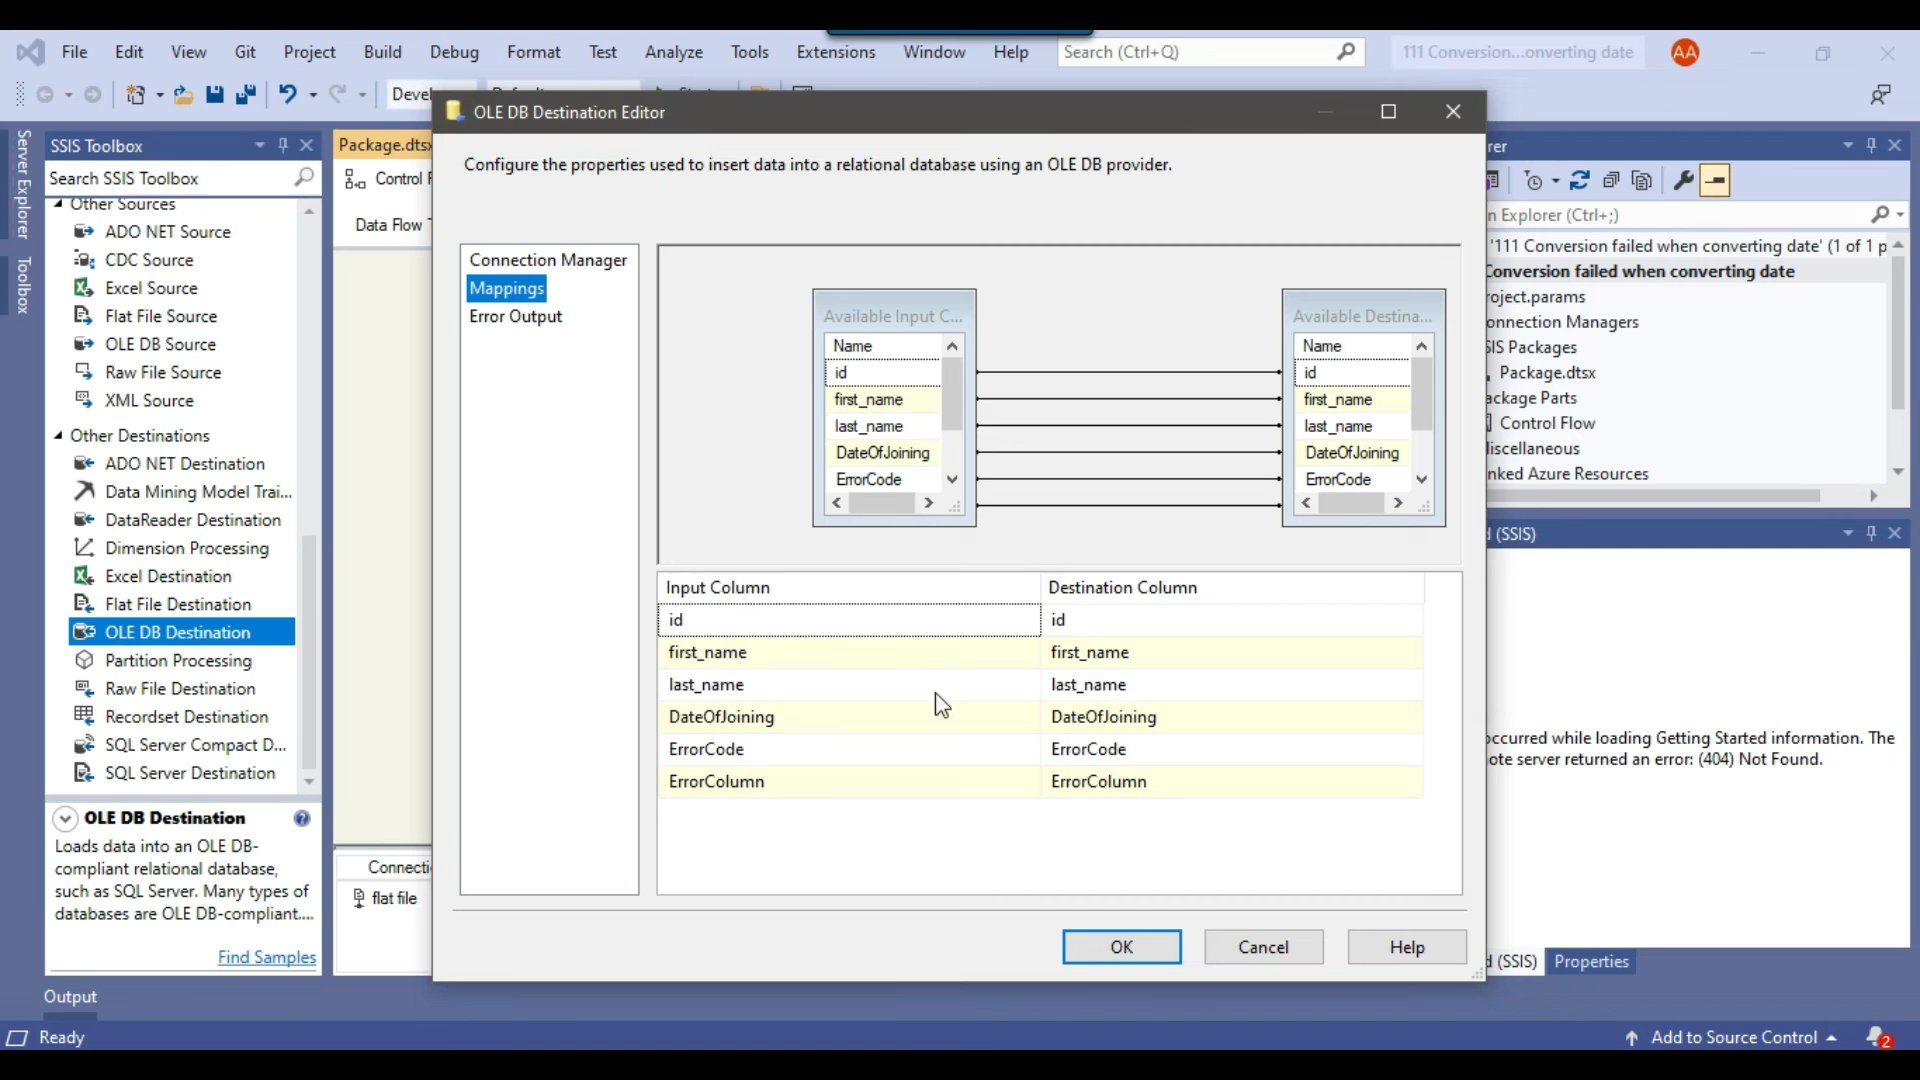 File Edit View Git Project Build Debug Format Test Analyze Tools Extensions Window Help Search (Ctrl+Q) 111 Conversion...onverting date AA
Server Explorer
Toolbox
SSIS Toolbox
Search SSIS Toolbox
Other Sources
ADO NET Source
CDC Source
Excel Source
Flat File Source
OLE DB Source
Raw File Source
XML Source
Other Destinations
ADO NET Destination
Data Mining Model Trai...
DataReader Destination
Dimension Processing
Excel Destination
Flat File Destination
OLE DB Destination
Partition Processing
Raw File Destination
Recordset Destination
SQL Server Compact D...
SQL Server Destination
OLE DB Destination
Loads data into an OLE DB-
compliant relational database,
such as SQL Server. Many types of
databases are OLE DB-compliant....
Find Samples
Package.dtsx
Control F
Data Flow T
Connecti
flat file
OLE DB Destination Editor
Configure the properties used to insert data into a relational database using an OLE DB provider.
Connection Manager
Mappings
Error Output
Available Input C...
Name
id
first_name
last_name
DateOfJoining
ErrorCode
Available Destina...
Name
id
first_name
last_name
DateOfJoining
ErrorCode
Input Column Destination Column
id id
first_name first_name
last_name last_name
DateOfJoining DateOfJoining
ErrorCode ErrorCode
ErrorColumn ErrorColumn
OK Cancel Help
rer
n Explorer (Ctrl+;)
'111 Conversion failed when converting date' (1 of 1 p
Conversion failed when converting date
roject.params
onnection Managers
SIS Packages
Package.dtsx
ackage Parts
Control Flow
iscellaneous
nked Azure Resources
d (SSIS)
occurred while loading Getting Started information. The
ote server returned an error: (404) Not Found.
d (SSIS) Properties
Output
Ready
Add to Source Control 2